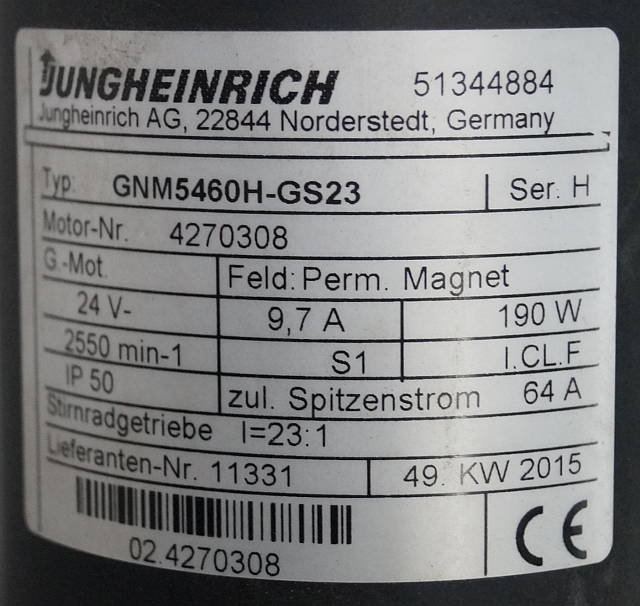 JUNGHEINRICH 51344884
Jungheinrich AG, 22844 Norderstedt, Germany
Typ: GNM5460H-GS23 Ser. H
Motor-Nr. 4270308
G.-Mot. Feld: Perm. Magnet
24 V- 9,7 A 190 W
2550 min-1 S1 I.CL.F
IP 50 zul. Spitzenstrom 64 A
Stirnradgetriebe I=23:1
Lieferanten-Nr. 11331 49. KW 2015
02.4270308 CE